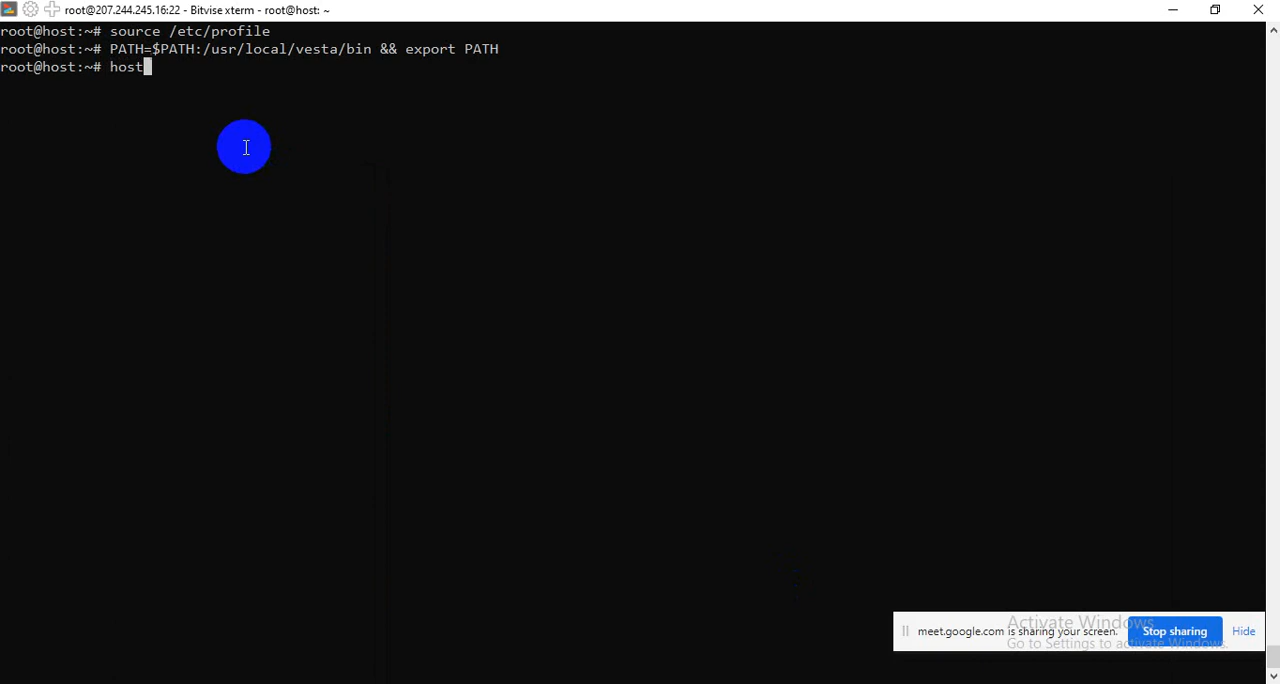 root@207.244.245.16:22 - Bitvise xterm - root@host: ~
root@host:~# source /etc/profile
root@host:~# PATH=$PATH:/usr/local/vesta/bin && export PATH
root@host:~# host
Activate Windows
meet.google.com is sharing your screen. Stop sharing Hide
Go to Settings to activate Windows.